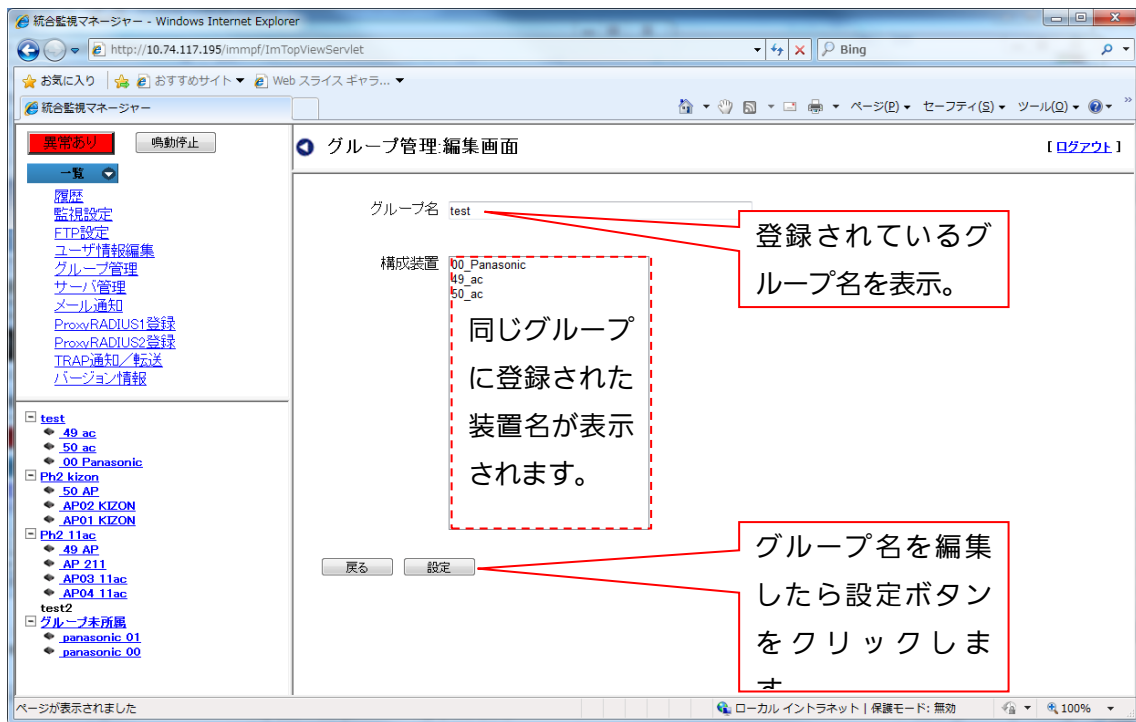 統合監視マネージャー - Windows Internet Explorer
http://10.74.117.195/immpf/ImTopViewServlet
Bing
お気に入り
おすすめサイト
Web スライス ギャラ...
統合監視マネージャー
ページ(P)
セーフティ(S)
ツール(O)
異常あり
鳴動停止
一覧
履歴
監視設定
FTP設定
ユーザ情報編集
グループ管理
サーバ管理
メール通知
ProxyRADIUS1登録
ProxyRADIUS2登録
TRAP通知／転送
バージョン情報
test
49 ac
50 ac
00 Panasonic
Ph2 kizon
50 AP
AP02 KIZON
AP01 KIZON
Ph2 11ac
49 AP
AP 211
AP03 11ac
AP04 11ac
test2
グループ未所属
panasonic 01
panasonic 00
グループ管理:編集画面
[ ログアウト ]
グループ名
test
登録されているグ
ループ名を表示。
構成装置
00_Panasonic
49_ac
50_ac
同じグループ
に登録された
装置名が表示
されます。
戻る
設定
グループ名を編集
したら設定ボタン
をクリックしま
す
ページが表示されました
ローカル イントラネット | 保護モード: 無効
100%